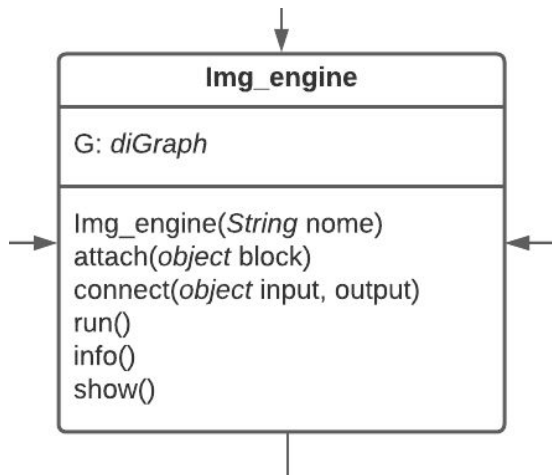 Img_engine
G: diGraph
Img_engine(String nome)
attach(object block)
connect(object input, output)
run()
info()
show()